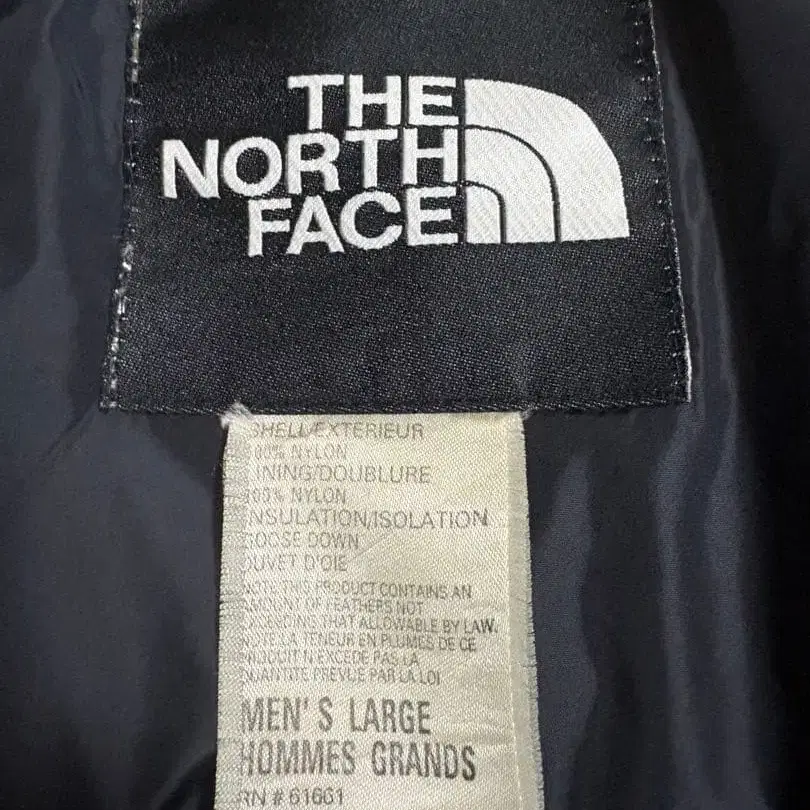 THE
NORTH
FACE
SHELL/EXTERIEUR
100% NYLON
LINING/DOUBLURE
100% NYLON
INSULATION/ISOLATION
GOOSE DOWN
DUVET D'OIE
NOTE THIS PRODUCT CONTAINS AN
AMOUNT OF FEATHERS NOT
EXCEEDING THAT ALLOWABLE BY LAW.
NOTE LA TENEUR EN PLUMES DE CE
PRODUIT N EXCEDE PAS LA
QUANTITE PREVUE PAR LA LOI
MEN'S LARGE
HOMMES GRANDS
RN # 61661